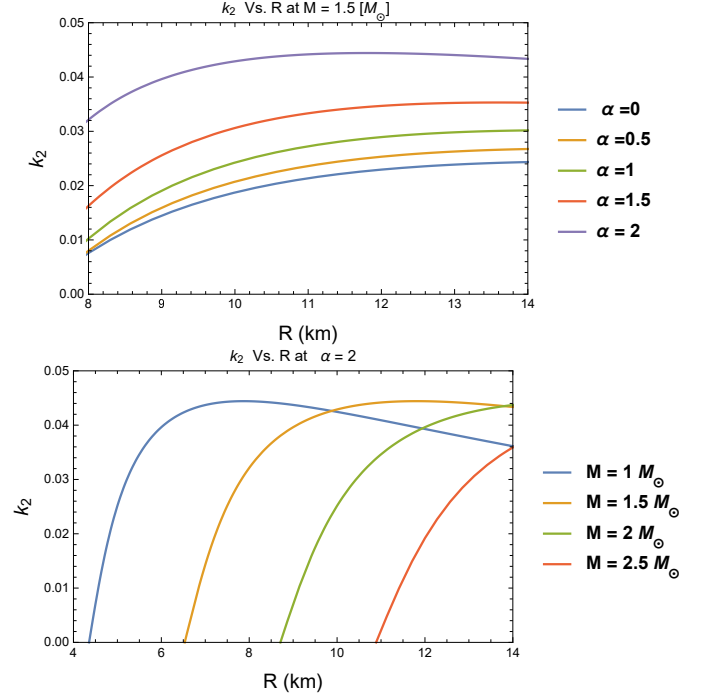 k₂ Vs. R at M = 1.5 [M☉]
0.05
0.04
0.03
0.02
0.01
0.00
k₂
8 9 10 11 12 13 14
R (km)
α =0
α =0.5
α =1
α =1.5
α = 2
k₂ Vs. R at α = 2
0.05
0.04
0.03
0.02
0.01
0.00
k₂
4 6 8 10 12 14
R (km)
M = 1 M☉
M = 1.5 M☉
M = 2 M☉
M = 2.5 M☉